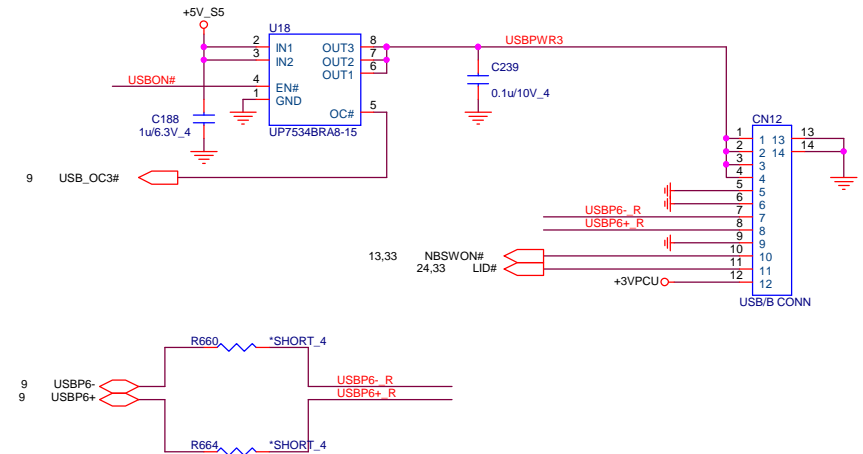 +5V_S5
U18
2 IN1 OUT3 8 USBPWR3
3 IN2 OUT2 7
OUT1 6
C239
USBON# 4 EN#
1 GND
0.1u/10V_4
OC# 5
C188
1u/6.3V_4
UP7534BRA8-15
CN12
1 1 13 13
2 2 14 14
3 3
4 4
5 5
6 6
9 USB_OC3#
USBP6-_R 7 7
USBP6+_R 8 8
9 9
13,33 NBSWON# 10 10
24,33 LID# 11 11
+3VPCU 12 12
USB/B CONN
R660 *SHORT_4
9 USBP6- USBP6-_R
9 USBP6+ USBP6+_R
R664 *SHORT_4